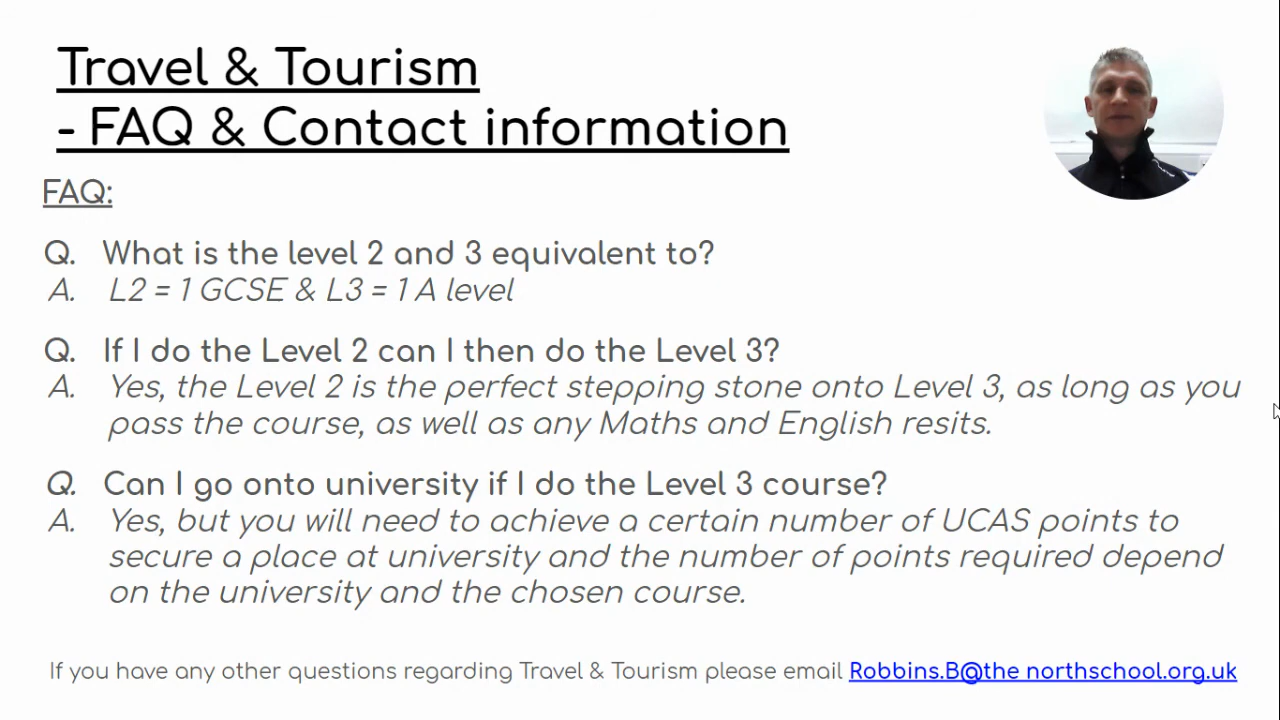 Travel & Tourism
- FAQ & Contact information
FAQ:
Q. What is the level 2 and 3 equivalent to?
A. L2 = 1 GCSE & L3 = 1 A level
Q. If I do the Level 2 can I then do the Level 3?
A. Yes, the Level 2 is the perfect stepping stone onto Level 3, as long as you
pass the course, as well as any Maths and English resits.
Q. Can I go onto university if I do the Level 3 course?
A. Yes, but you will need to achieve a certain number of UCAS points to
secure a place at university and the number of points required depend
on the university and the chosen course.
If you have any other questions regarding Travel & Tourism please email Robbins.B@the northschool.org.uk